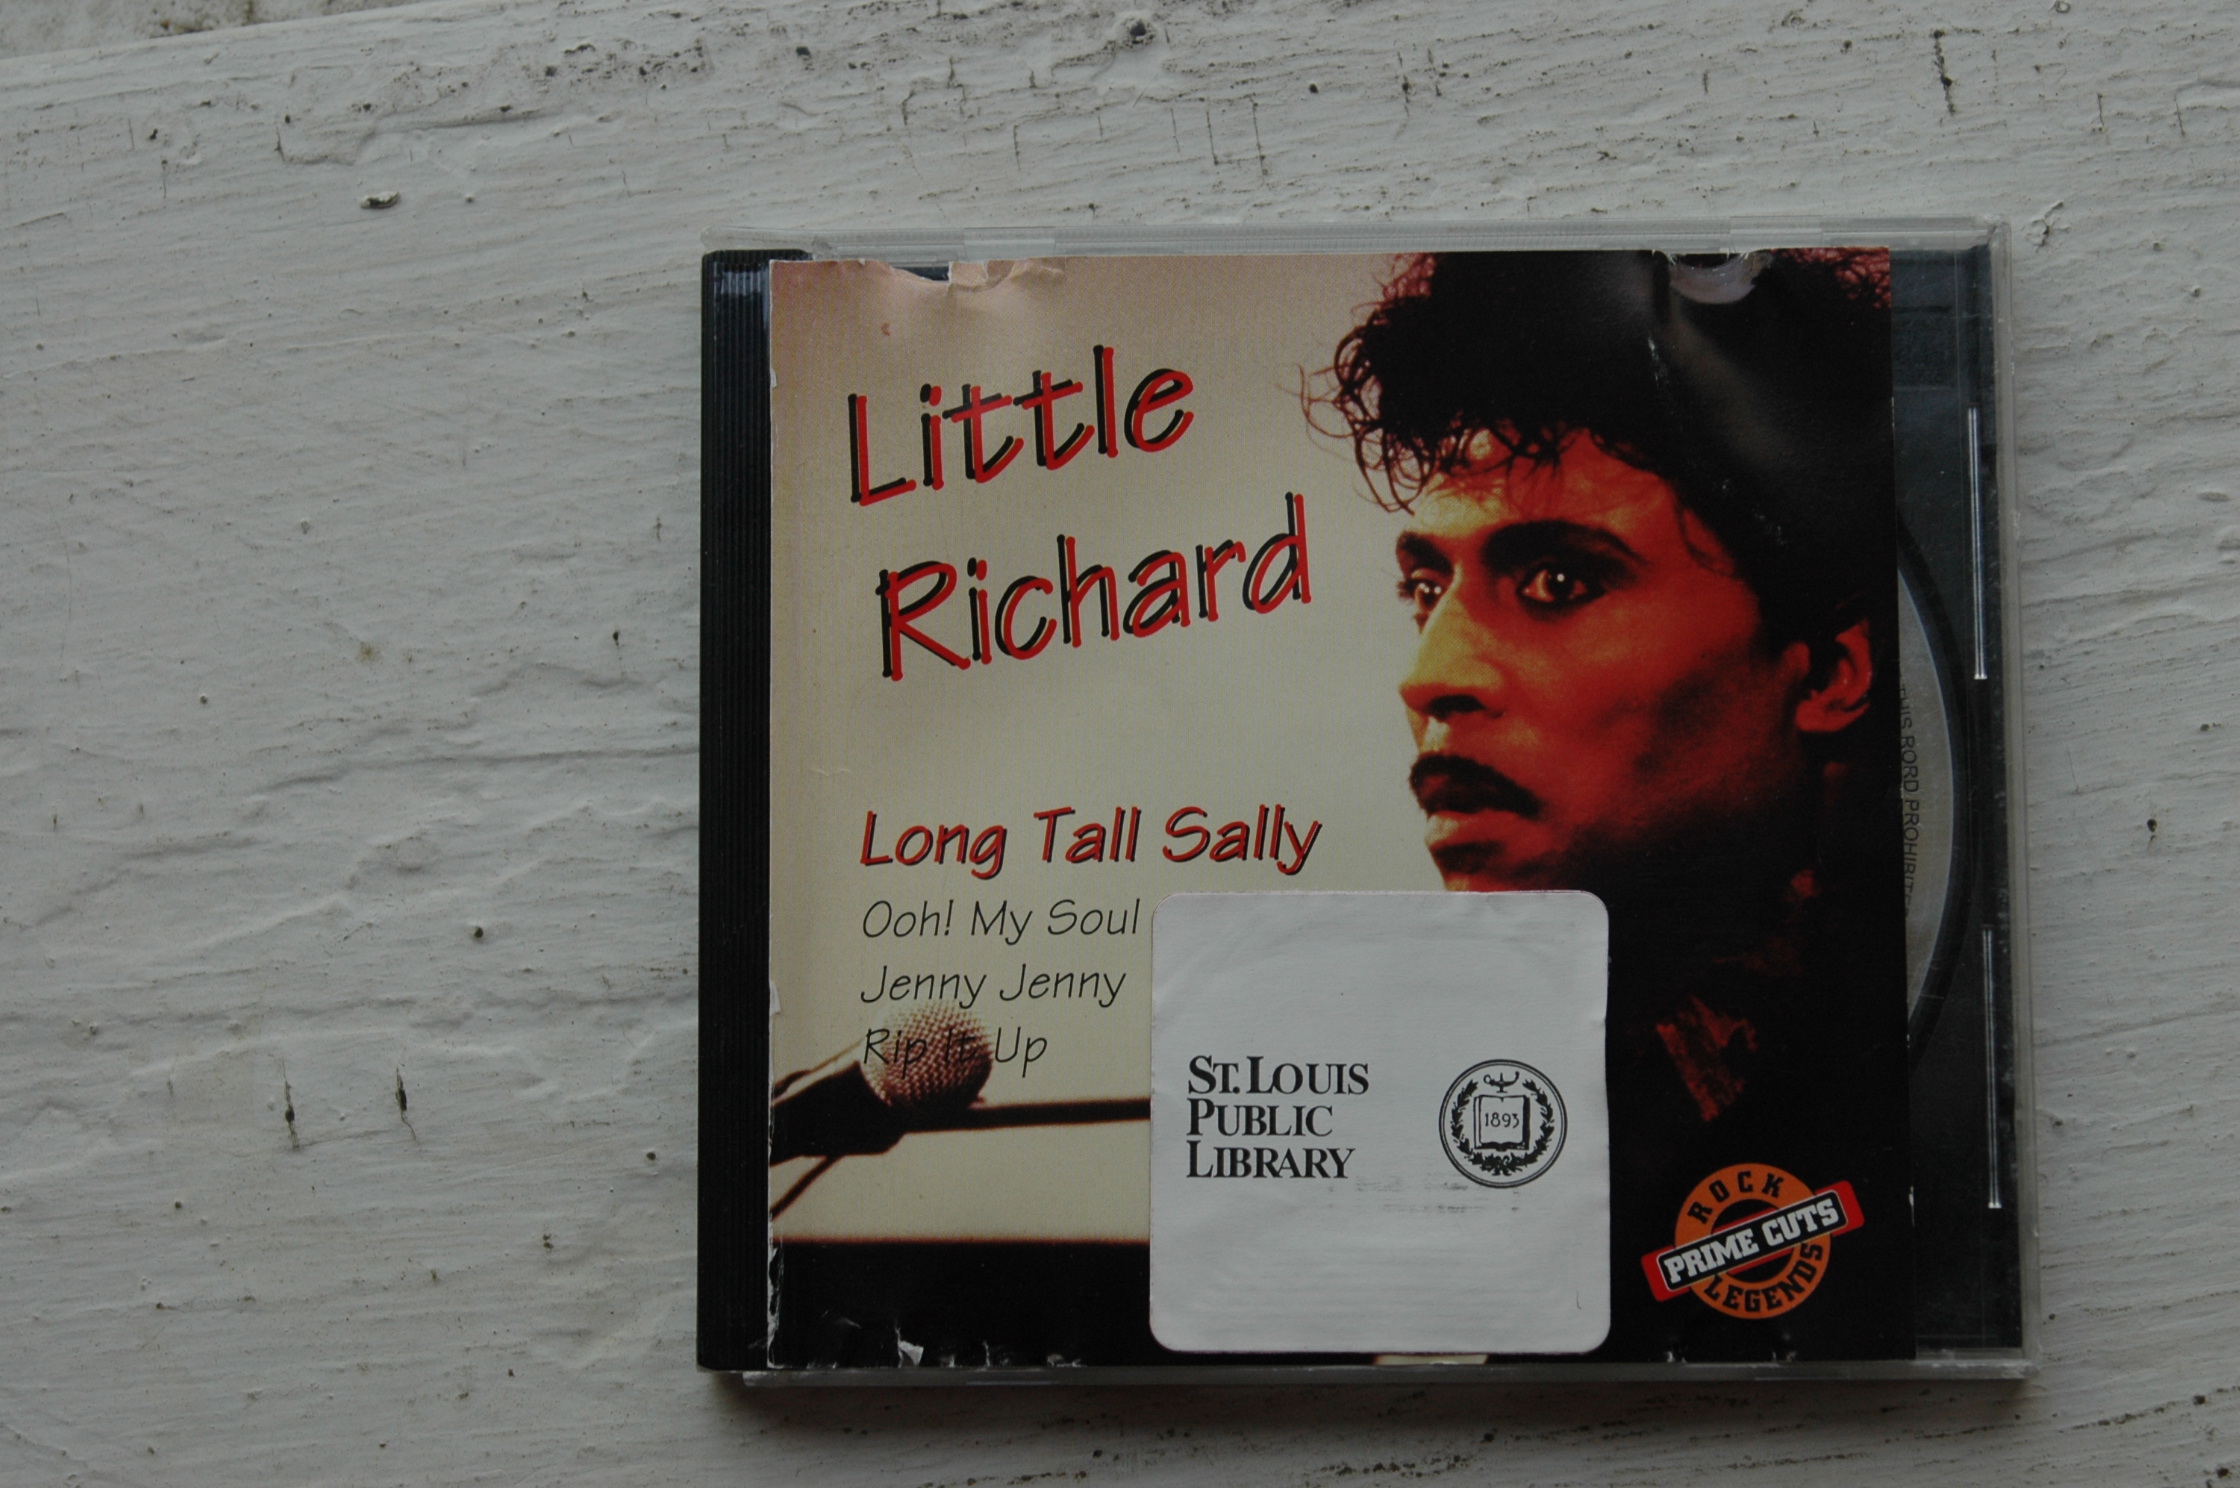 Little
Richard
Long Tall Sally
Ooh! My Soul
Jenny Jenny
Rip It Up
ST. LOUIS
PUBLIC
LIBRARY
1893
ROCK
PRIME CUTS
LEGENDS
PROHIBIT